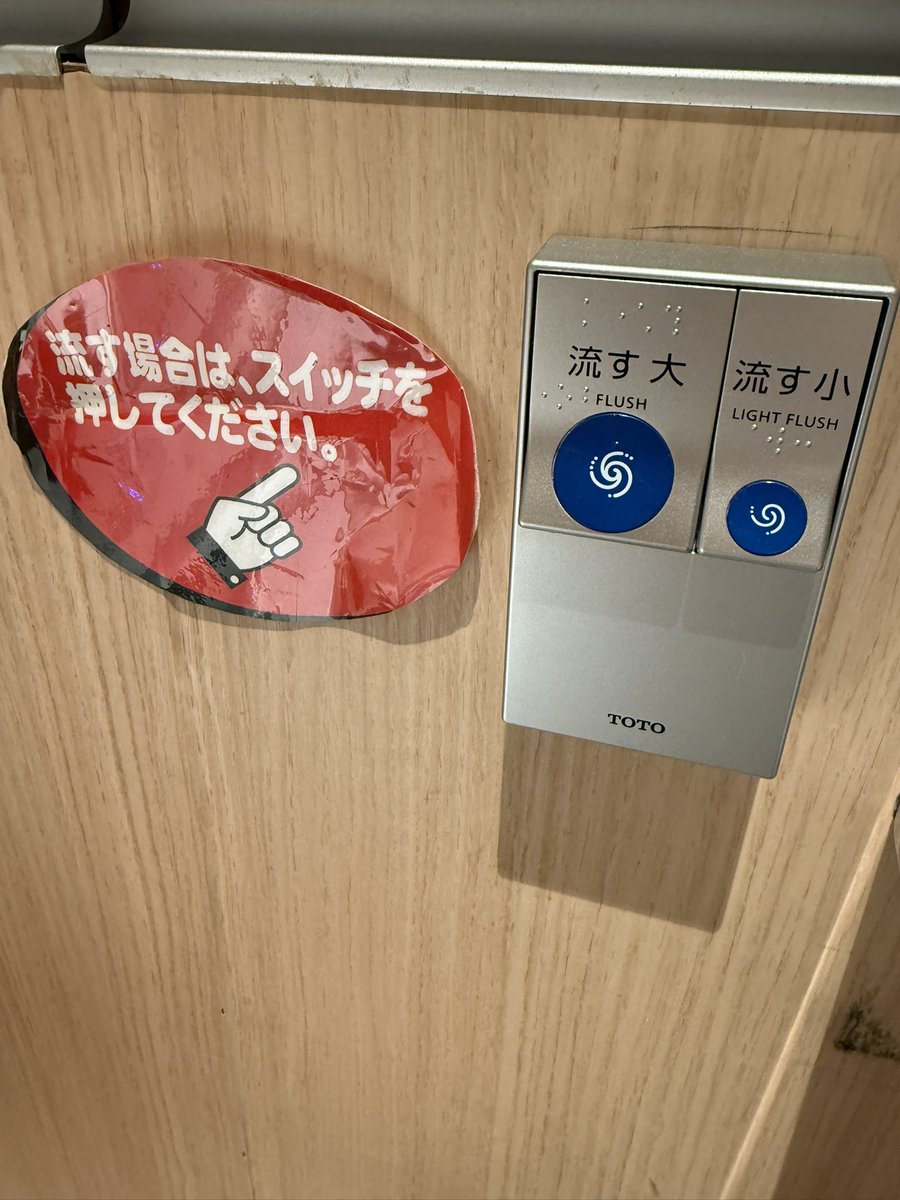 流す場合は、スイッチを
押してください。
流す 大
FLUSH
流す 小
LIGHT FLUSH
TOTO